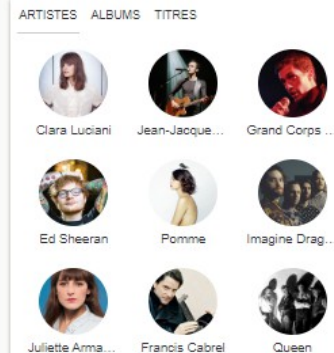 ARTISTES ALBUMS TITRES
Clara Luciani Jean-Jacque... Grand Corps ...
Ed Sheeran Pomme Imagine Drag...
Juliette Arma... Francis Cabrel Queen